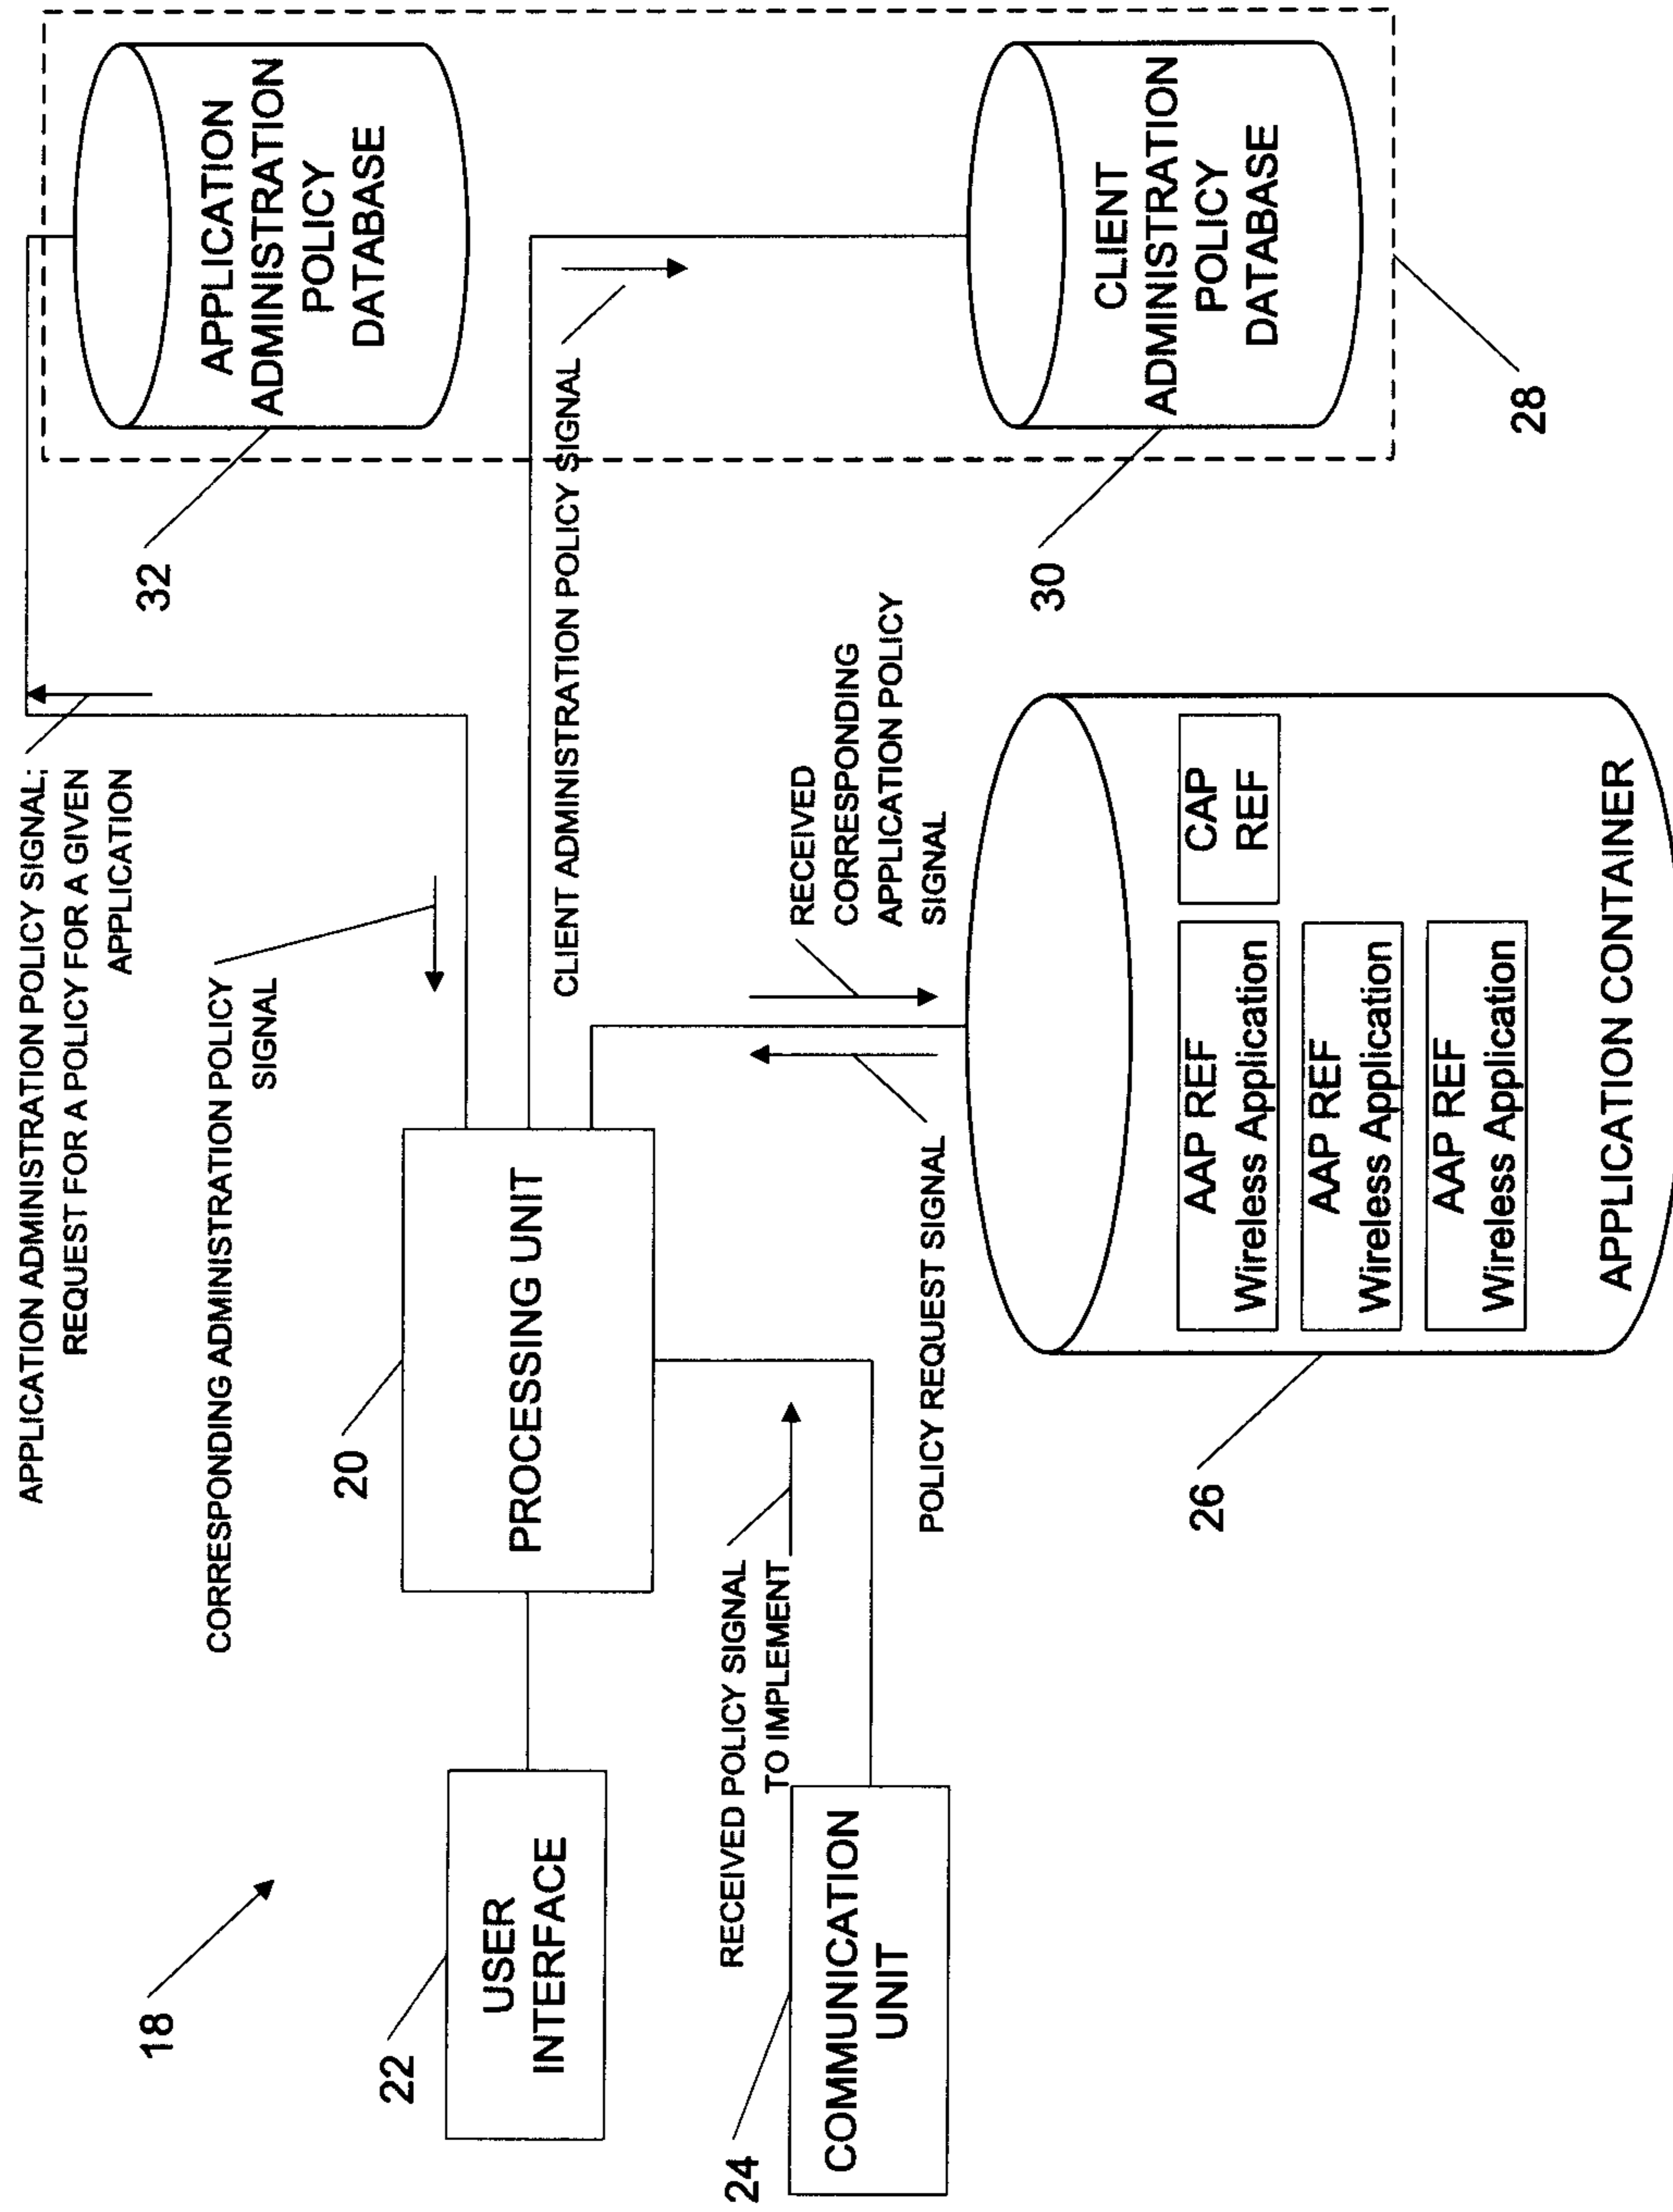 18
22
USER
INTERFACE
24
COMMUNICATION
UNIT
RECEIVED POLICY SIGNAL
TO IMPLEMENT
20
PROCESSING UNIT
APPLICATION ADMINISTRATION POLICY SIGNAL;
REQUEST FOR A POLICY FOR A GIVEN
APPLICATION
CORRESPONDING ADMINISTRATION POLICY
SIGNAL
CLIENT ADMINISTRATION POLICY SIGNAL
RECEIVED
CORRESPONDING
APPLICATION POLICY
SIGNAL
POLICY REQUEST SIGNAL
26
AAP REF
Wireless Application
AAP REF
Wireless Application
AAP REF
Wireless Application
CAP
REF
APPLICATION CONTAINER
32
APPLICATION
ADMINISTRATION
POLICY
DATABASE
30
CLIENT
ADMINISTRATION
POLICY
DATABASE
28